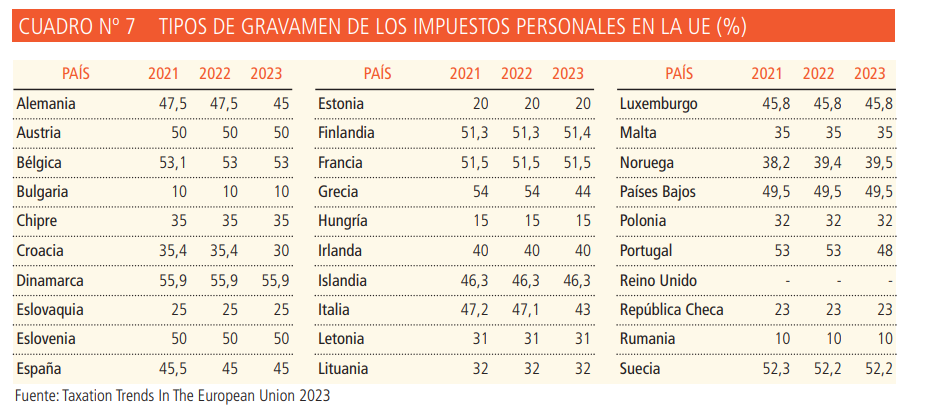 CUADRO Nº 7 TIPOS DE GRAVAMEN DE LOS IMPUESTOS PERSONALES EN LA UE (%)
PAÍS 2021 2022 2023 PAÍS 2021 2022 2023 PAÍS 2021 2022 2023
Alemania 47,5 47,5 45 Estonia 20 20 20 Luxemburgo 45,8 45,8 45,8
Austria 50 50 50 Finlandia 51,3 51,3 51,4 Malta 35 35 35
Bélgica 53,1 53 53 Francia 51,5 51,5 51,5 Noruega 38,2 39,4 39,5
Bulgaria 10 10 10 Grecia 54 54 44 Países Bajos 49,5 49,5 49,5
Chipre 35 35 35 Hungría 15 15 15 Polonia 32 32 32
Croacia 35,4 35,4 30 Irlanda 40 40 40 Portugal 53 53 48
Dinamarca 55,9 55,9 55,9 Islandia 46,3 46,3 46,3 Reino Unido - - -
Eslovaquia 25 25 25 Italia 47,2 47,1 43 República Checa 23 23 23
Eslovenia 50 50 50 Letonia 31 31 31 Rumania 10 10 10
España 45,5 45 45 Lituania 32 32 32 Suecia 52,3 52,2 52,2
Fuente: Taxation Trends In The European Union 2023